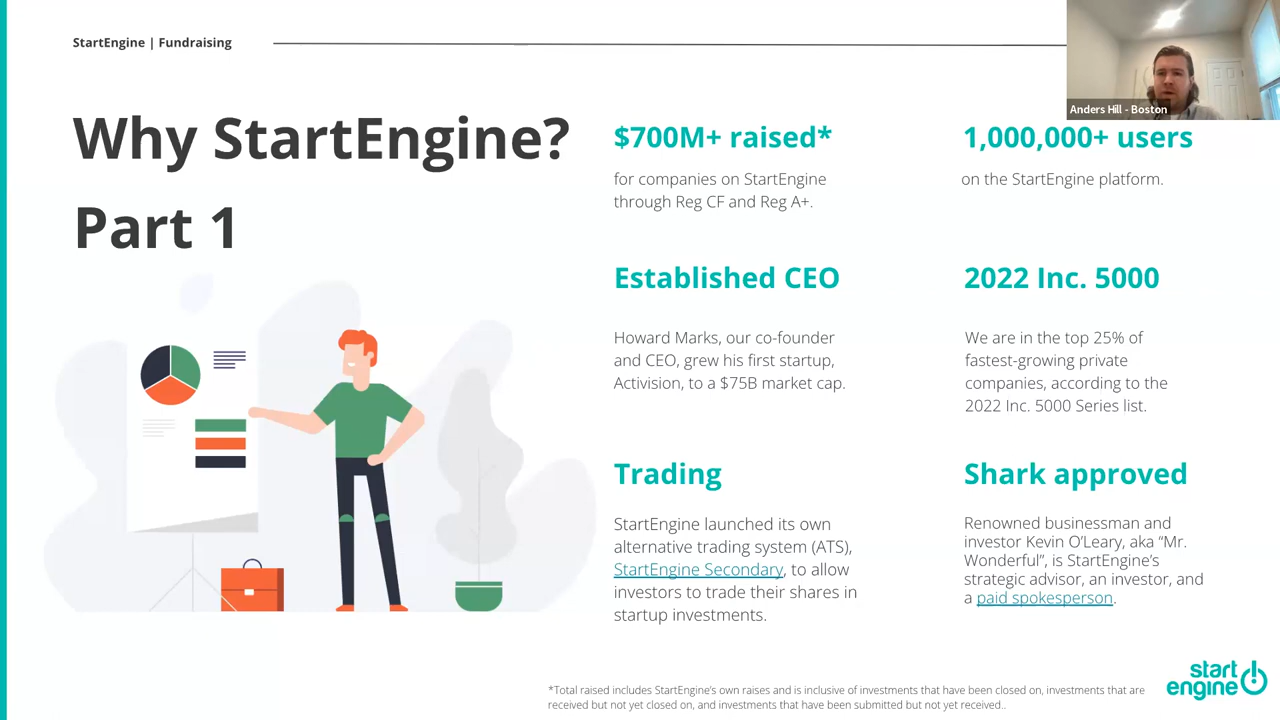 StartEngine | Fundraising
Anders Hill - Boston
Why StartEngine?
Part 1
$700M+ raised*
for companies on StartEngine
through Reg CF and Reg A+.
1,000,000+ users
on the StartEngine platform.
Established CEO
Howard Marks, our co-founder
and CEO, grew his first startup,
Activision, to a $75B market cap.
2022 Inc. 5000
We are in the top 25% of
fastest-growing private
companies, according to the
2022 Inc. 5000 Series list.
Trading
StartEngine launched its own
alternative trading system (ATS),
StartEngine Secondary, to allow
investors to trade their shares in
startup investments.
Shark approved
Renowned businessman and
investor Kevin O’Leary, aka “Mr.
Wonderful”, is StartEngine’s
strategic advisor, an investor, and
a paid spokesperson.
*Total raised includes StartEngine’s own raises and is inclusive of investments that have been closed on, investments that are
received but not yet closed on, and investments that have been submitted but not yet received..
start
engine